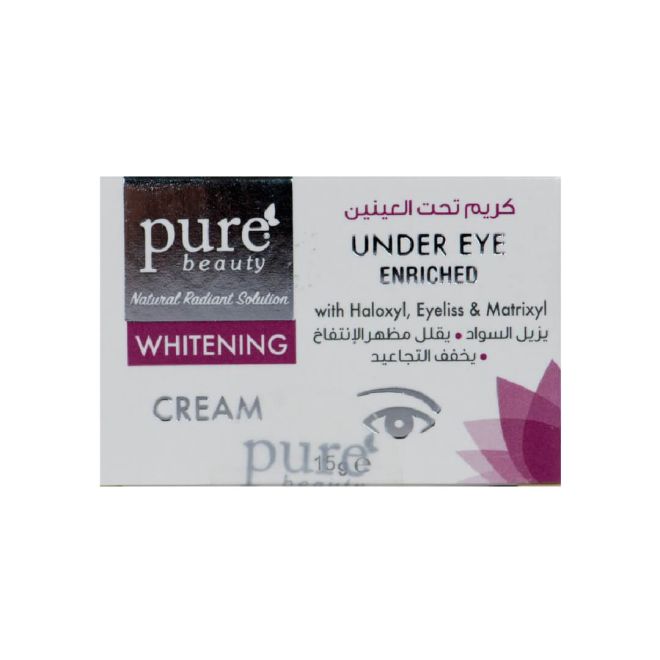 pure
beauty
Natural Radiant Solution
WHITENING
CREAM
كريم تحت العينين
UNDER EYE
ENRICHED
with Haloxyl, Eyeliss & Matrixyl
يزيل السواد • يقلل مظهر الإنتفاخ
• يخفف التجاعيد
pure
beauty
15g e